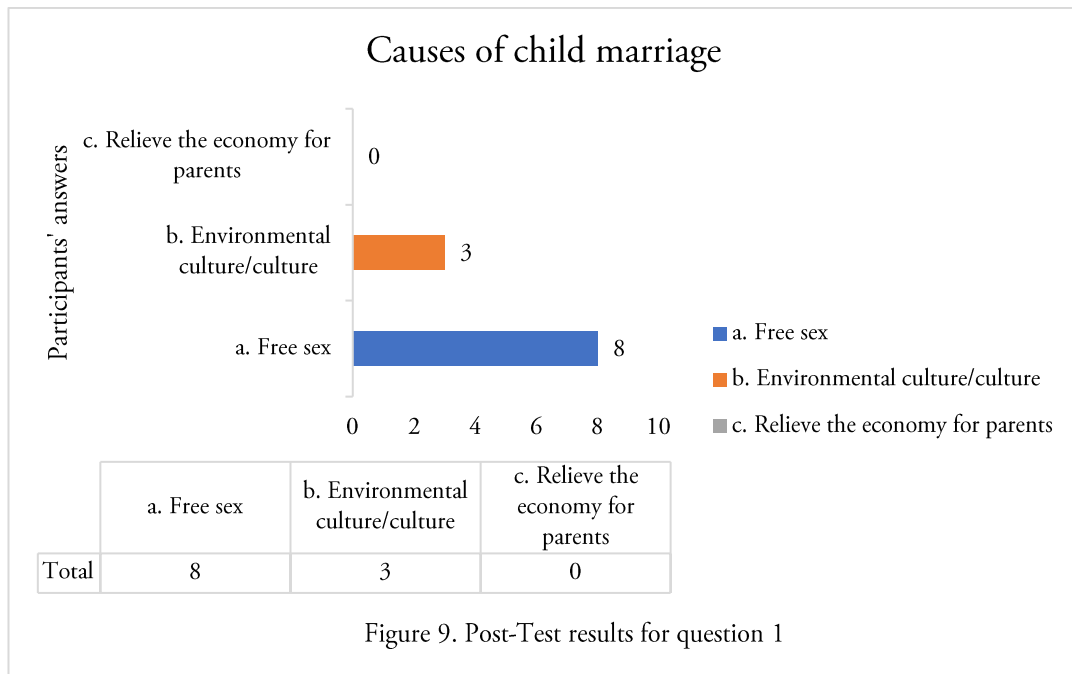 Causes of child marriage
Participants' answers
c. Relieve the economy for
parents
0
b. Environmental
culture/culture
3
a. Free sex
8
0 2 4 6 8 10
a. Free sex
b. Environmental culture/culture
c. Relieve the economy for parents
a. Free sex
b. Environmental
culture/culture
c. Relieve the
economy for
parents
Total 8 3 0
Figure 9. Post-Test results for question 1